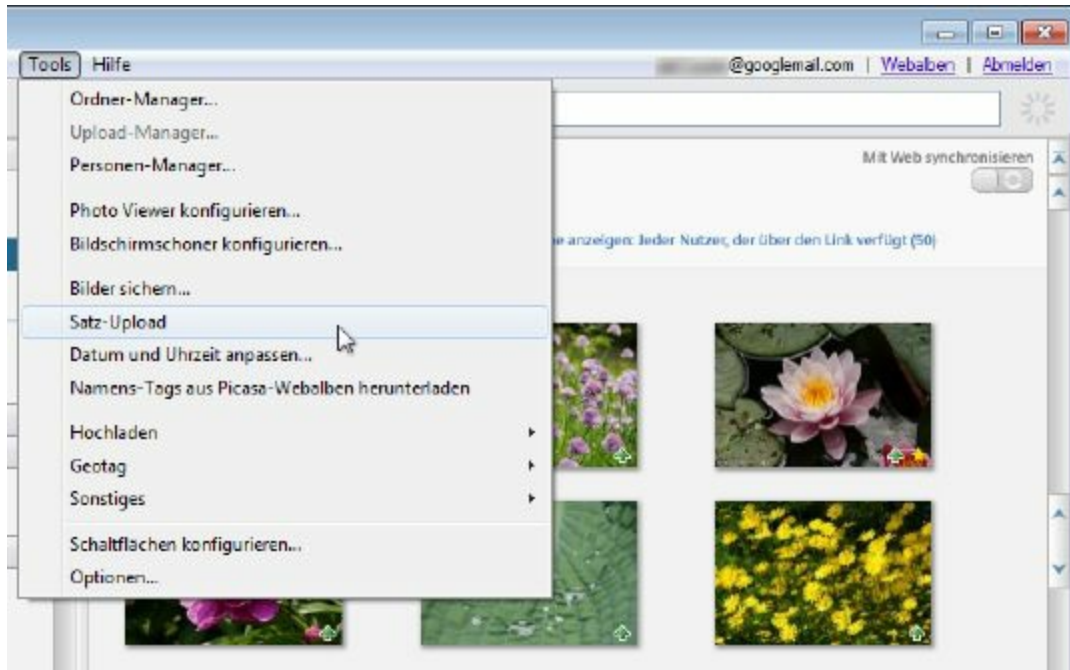 Tools Hilfe @googlemail.com | Webalben | Abmelden
Ordner-Manager...
Upload-Manager...
Personen-Manager...
Mit Web synchronisieren
Photo Viewer konfigurieren...
Bildschirmschoner konfigurieren...
anzeigen: Jeder Nutzer, der über den Link verfügt (50)
Bilder sichern...
Satz-Upload
Datum und Uhrzeit anpassen...
Namens-Tags aus Picasa-Webalben herunterladen
Hochladen
Geotag
Sonstiges
Schaltflächen konfigurieren...
Optionen...